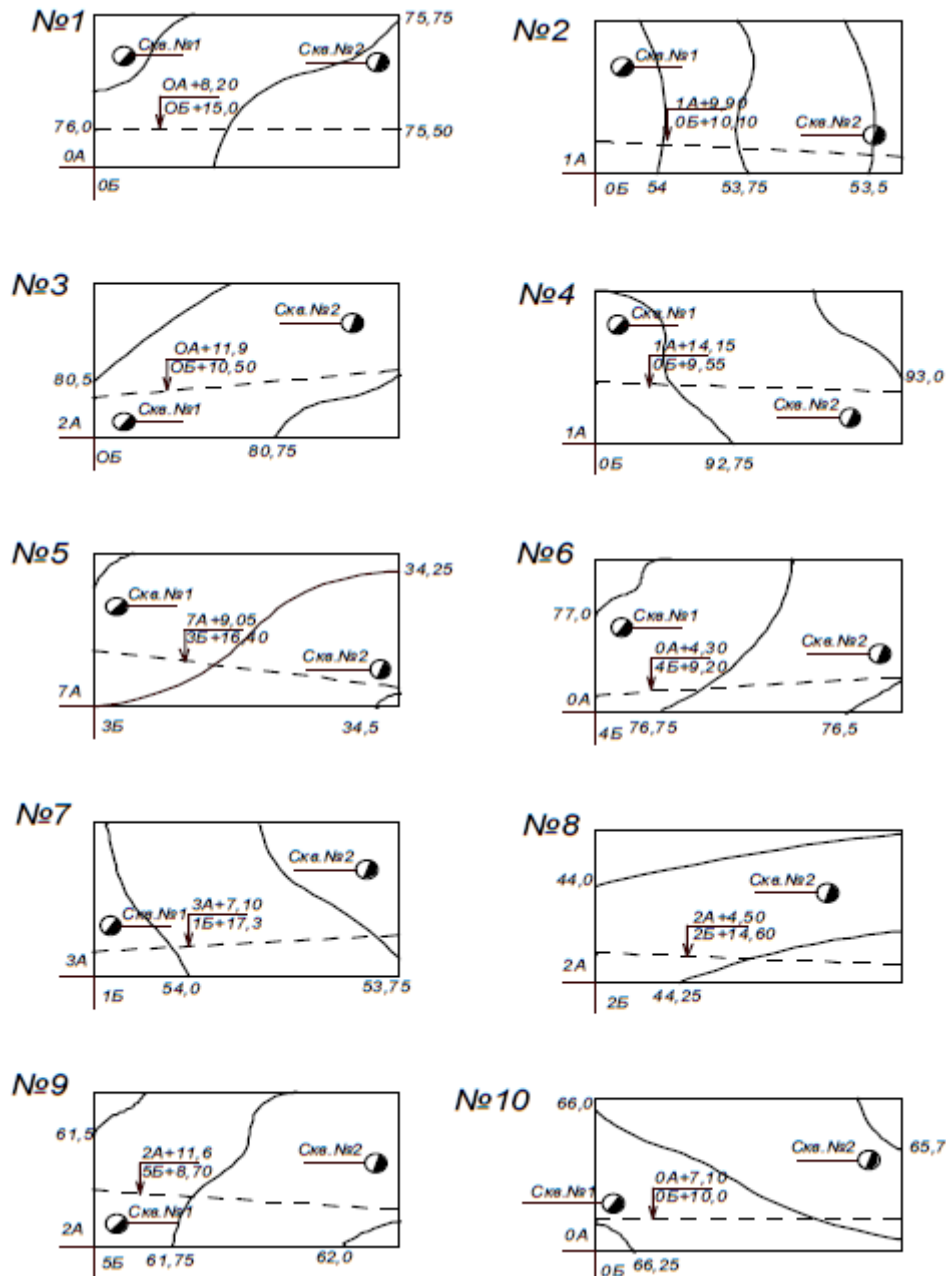 №1
75,75
Скв.№1
Скв.№2
ОА+8,20
ОБ+15,0
76,0
75,50
0А
0Б
№2
Скв.№1
1А+9,90
0Б+10,10
Скв.№2
1А
0Б
54
53,75
53,5
№3
Скв.№2
ОА+11,9
ОБ+10,50
80,5
Скв.№1
2А
ОБ
80,75
№4
Скв.№1
1А+14,15
0Б+9,55
93,0
Скв.№2
1А
0Б
92,75
№5
34,25
Скв.№1
7А+9,05
3Б+16,40
Скв.№2
7А
3Б
34,5
№6
77,0
Скв.№1
0А+4,30
4Б+9,20
Скв.№2
0А
4Б
76,75
76,5
№7
Скв.№2
Скв.№1
3А+7,10
1Б+17,3
3А
1Б
54,0
53,75
№8
44,0
Скв.№2
2А+4,50
2Б+14,60
2А
2Б
44,25
№9
61,5
Скв.№2
2А+11,6
5Б+8,70
Скв.№1
2А
5Б
61,75
62,0
№10
66,0
65,7
Скв.№2
Скв.№1
0А+7,10
0Б+10,0
0А
0Б
66,25